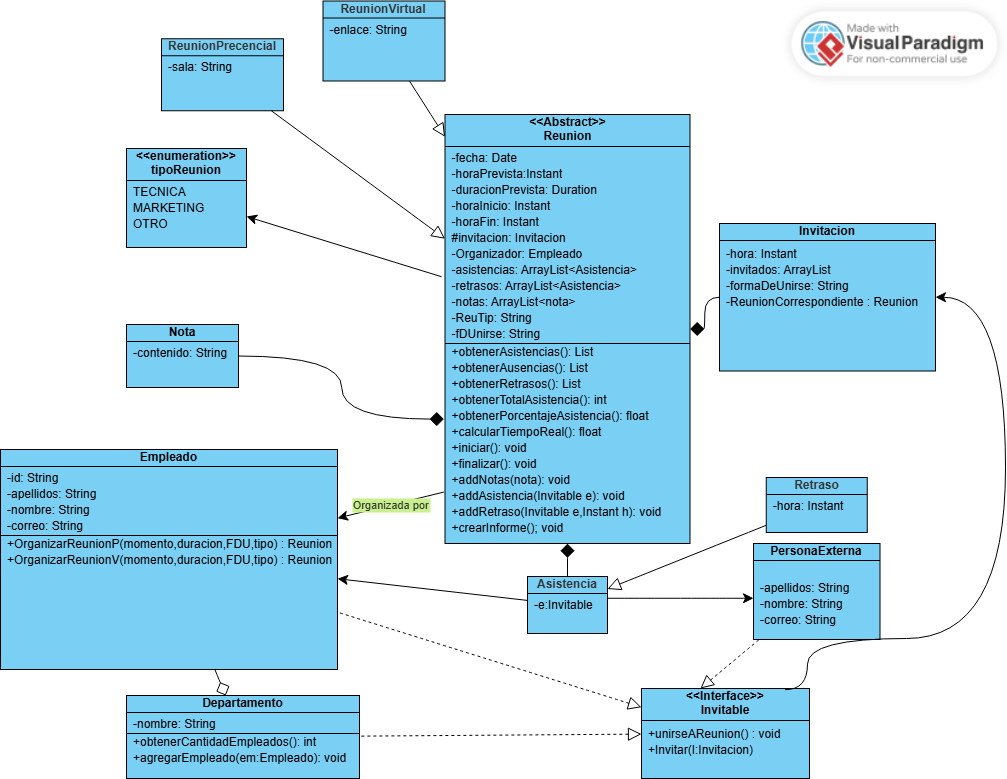 ReunionVirtual
-enlace: String
Made with
Visual Paradigm
For non-commercial use
ReunionPrecencial
-sala: String
<<Abstract>>
Reunion
-fecha: Date
-horaPrevista:Instant
-duracionPrevista: Duration
-horaInicio: Instant
-horaFin: Instant
#invitacion: Invitacion
-Organizador: Empleado
-asistencias: ArrayList<Asistencia>
-retrasos: ArrayList<Asistencia>
-notas: ArrayList<nota>
-ReuTip: String
-fDUnirse: String
+obtenerAsistencias(): List
+obtenerAusencias(): List
+obtenerRetrasos(): List
+obtenerTotalAsistencia(): int
+obtenerPorcentajeAsistencia(): float
+calcularTiempoReal(): float
+iniciar(): void
+finalizar(): void
+addNotas(nota): void
+addAsistencia(Invitable e): void
+addRetraso(Invitable e,Instant h): void
+crearInforme(); void
<<enumeration>>
tipoReunion
TECNICA
MARKETING
OTRO
Invitacion
-hora: Instant
-invitados: ArrayList
-formaDeUnirse: String
-ReunionCorrespondiente : Reunion
Nota
-contenido: String
Empleado
-id: String
-apellidos: String
-nombre: String
-correo: String
+OrganizarReunionP(momento,duracion,FDU,tipo) : Reunion
+OrganizarReunionV(momento,duracion,FDU,tipo) : Reunion
Organizada por
Retraso
-hora: Instant
PersonaExterna
-apellidos: String
-nombre: String
-correo: String
Asistencia
-e:Invitable
Departamento
-nombre: String
+obtenerCantidadEmpleados(): int
+agregarEmpleado(em:Empleado): void
<<Interface>>
Invitable
+unirseAReunion() : void
+Invitar(I:Invitacion)